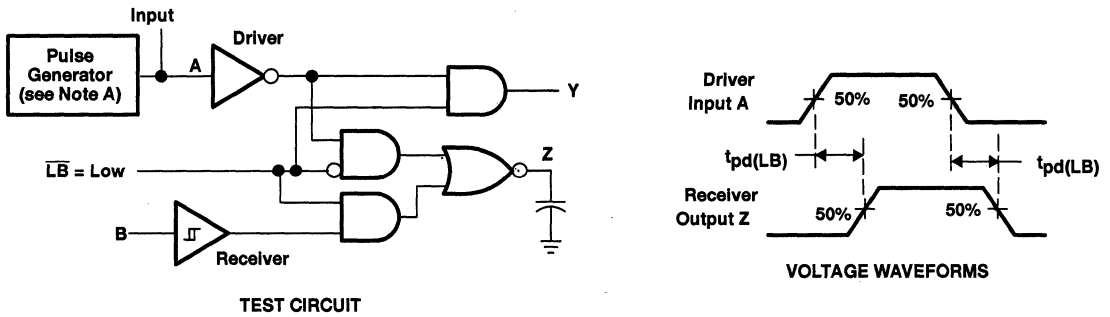 Input
Pulse
Generator
(see Note A)
A
Driver
Y
LB = Low
Z
B
Receiver
TEST CIRCUIT
Driver
Input A
50%
50%
tpd(LB)
tpd(LB)
Receiver
Output Z
50%
50%
VOLTAGE WAVEFORMS